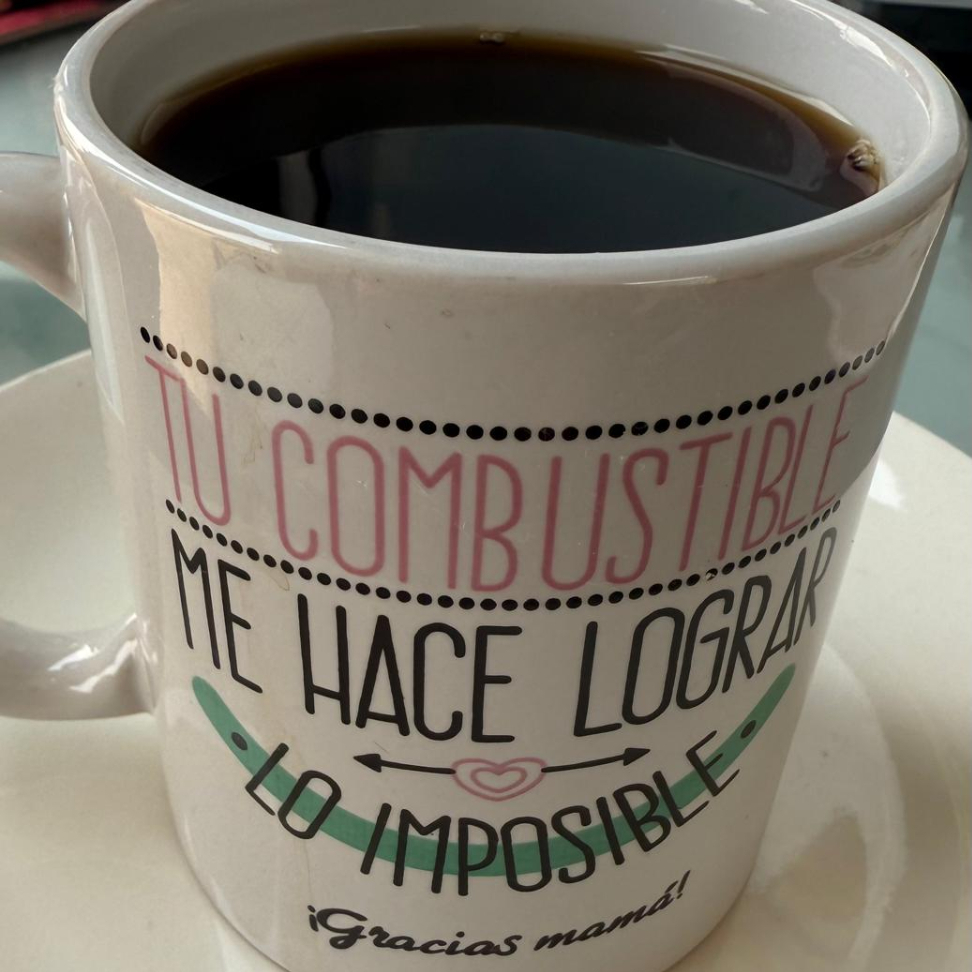 TU COMBUSTIBLE
ME HACE LOGRAR
LO IMPOSIBLE
¡Gracias mamá!